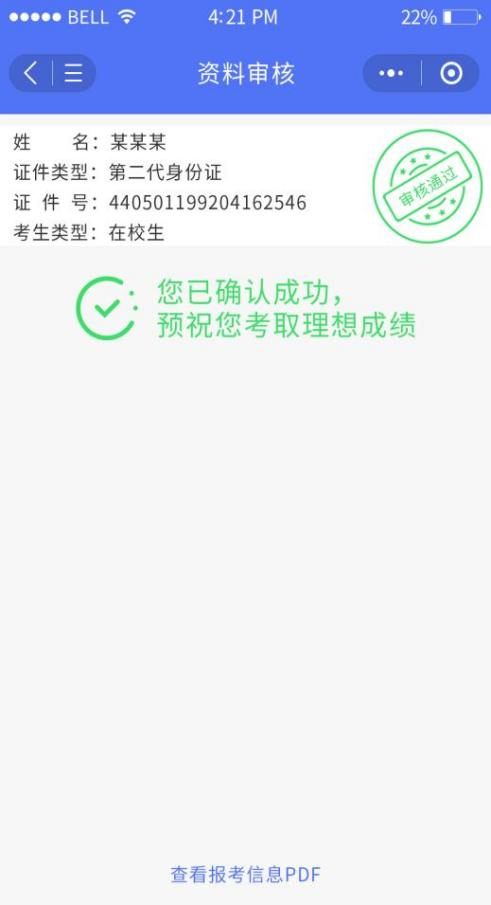 BELL 4:21 PM 22%
资料审核
姓 名：某某某
证件类型：第二代身份证
证 件 号：440501199204162546
考生类型：在校生
审核通过
您已确认成功，
预祝您考取理想成绩
查看报考信息PDF